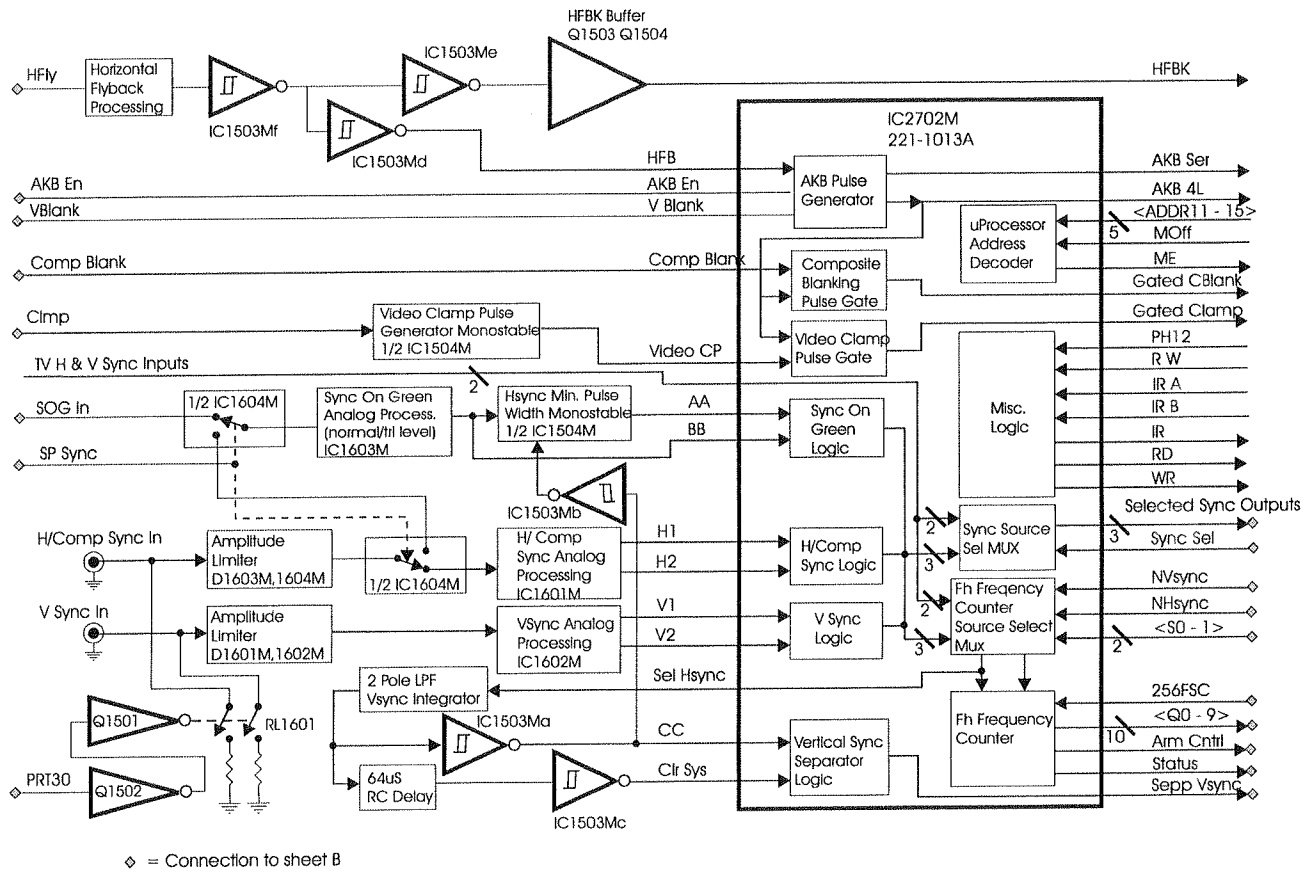 HFBK Buffer
Q1503 Q1504
HFly
Horizontal
Flyback
Processing
IC1503Mf
IC1503Me
IC1503Md
HFBK
IC2702M
221-1013A
HFB
AKB En
AKB En
VBlank
V Blank
AKB Pulse
Generator
AKB Ser
AKB 4L
<ADDR11 - 15>
5
MOff
ME
uProcessor
Address
Decoder
Comp Blank
Comp Blank
Composite
Blanking
Pulse Gate
Gated CBlank
Clmp
Video Clamp Pulse
Generator Monostable
1/2 IC1504M
Video CP
Video Clamp
Pulse Gate
Gated Clamp
TV H & V Sync Inputs
2
PH12
R W
IR A
IR B
IR
RD
WR
Misc.
Logic
SOG In
1/2 IC1604M
Sync On Green
Analog Process.
(normal/tri level)
IC1603M
Hsync Min. Pulse
Width Monostable
1/2 IC1504M
AA
BB
Sync On
Green
Logic
SP Sync
IC1503Mb
H/Comp Sync In
Amplitude
Limiter
D1603M,1604M
1/2 IC1604M
H/ Comp
Sync Analog
Processing
IC1601M
H1
H2
H/Comp
Sync Logic
2
3
Sync Source
Sel MUX
Selected Sync Outputs
3
Sync Sel
V Sync In
Amplitude
Limiter
D1601M,1602M
VSync Analog
Processing
IC1602M
V1
V2
V Sync
Logic
2
3
Fh Freqency
Counter
Source Select
Mux
NVsync
NHsync
<S0 - 1>
2
2 Pole LPF
Vsync Integrator
Sel Hsync
Q1501
RL1601
IC1503Ma
CC
Vertical Sync
Separator
Logic
Fh Frequency
Counter
256FSC
<Q0 - 9>
10
Arm Cntrl
Status
Sepp Vsync
PRT30
Q1502
64uS
RC Delay
Clr Sys
IC1503Mc
= Connection to sheet B